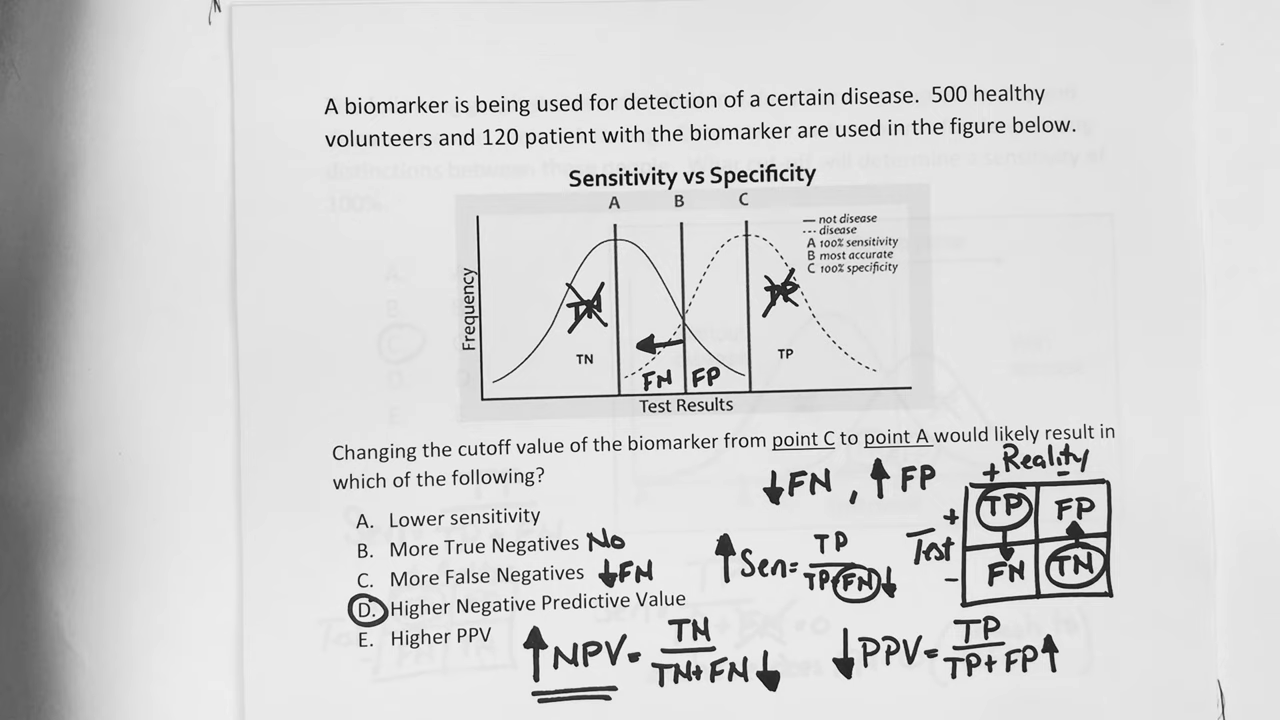 A biomarker is being used for detection of a certain disease. 500 healthy
volunteers and 120 patient with the biomarker are used in the figure below.
Sensitivity vs Specificity
A B C
not disease
disease
A 100% sensitivity
B most accurate
C 100% specificity
Frequency
TN
TP
FN FP
Test Results
Changing the cutoff value of the biomarker from point C to point A would likely result in
which of the following?
↓FN, ↑FP
A. Lower sensitivity
B. More True Negatives No
C. More False Negatives ↓FN
D. Higher Negative Predictive Value
E. Higher PPV
↑Sen= TP
TP+FN↓
+ Reality -
Test
+ TP FP
- FN TN
↑NPV= TN
TN+FN↓
↓PPV= TP
TP+FP↑